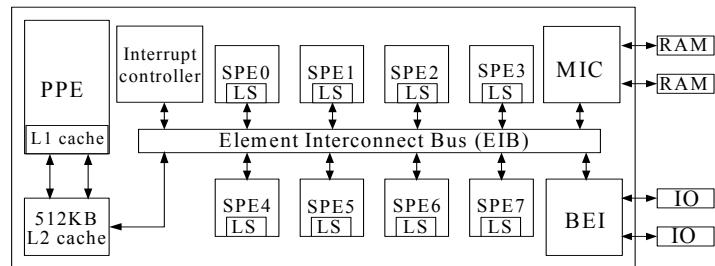 PPE
L1 cache
512KB
L2 cache
Interrupt
controller
SPE0
LS
SPE1
LS
SPE2
LS
SPE3
LS
MIC
RAM
RAM
Element Interconnect Bus (EIB)
SPE4
LS
SPE5
LS
SPE6
LS
SPE7
LS
BEI
IO
IO